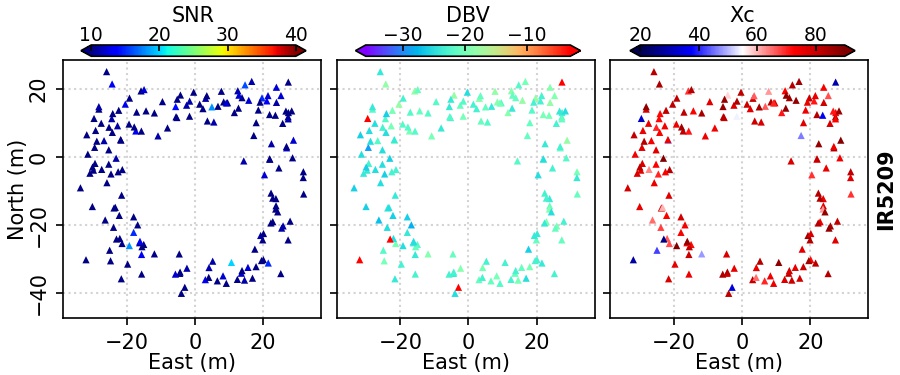 SNR DBV Xc
10 20 30 40 −30 −20 −10 20 40 60 80
20
0
−20
−40
North (m)
−20 0 20 −20 0 20 −20 0 20
East (m) East (m) East (m)
IR5209